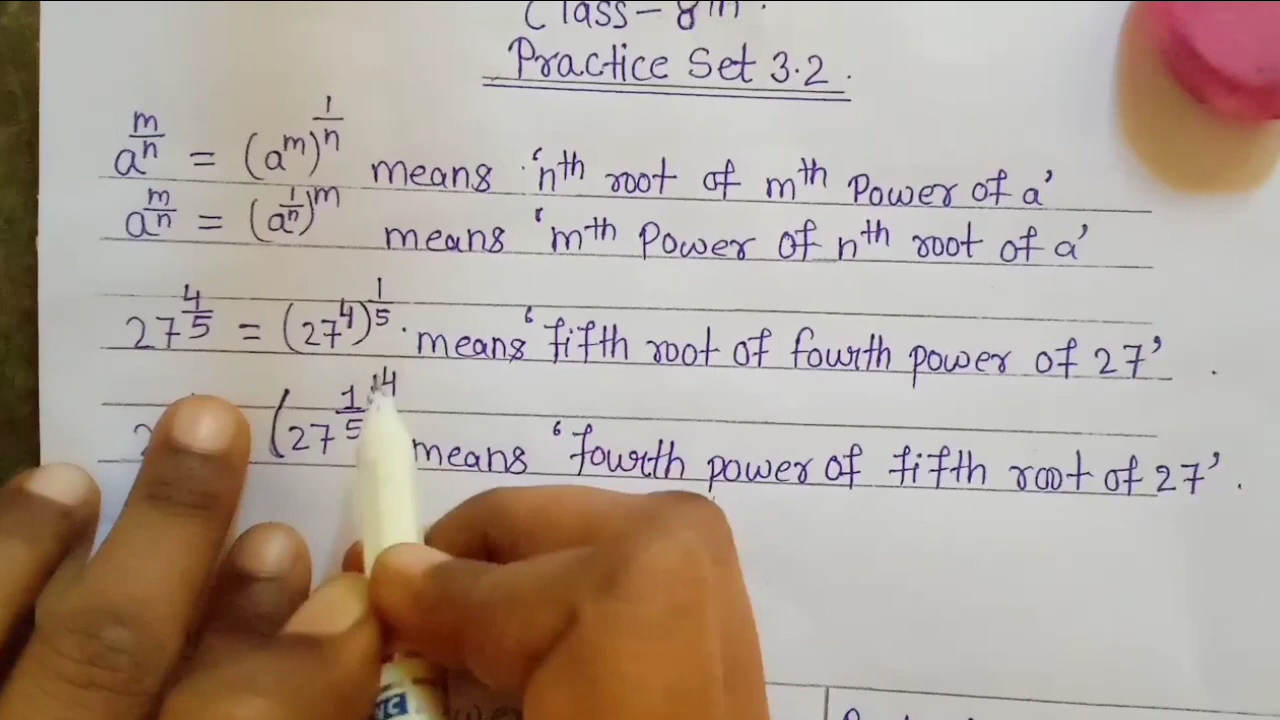 Class-8th.
Practice Set 3.2.
a^(m/n) = (a^m)^(1/n) means 'nth root of mth Power of a'
a^(m/n) = (a^(1/n))^m means 'mth Power of nth root of a'
27^(4/5) = (27^4)^(1/5). means 'fifth root of fourth power of 27'.
(27^(1/5))^4 means 'fourth power of fifth root of 27'.